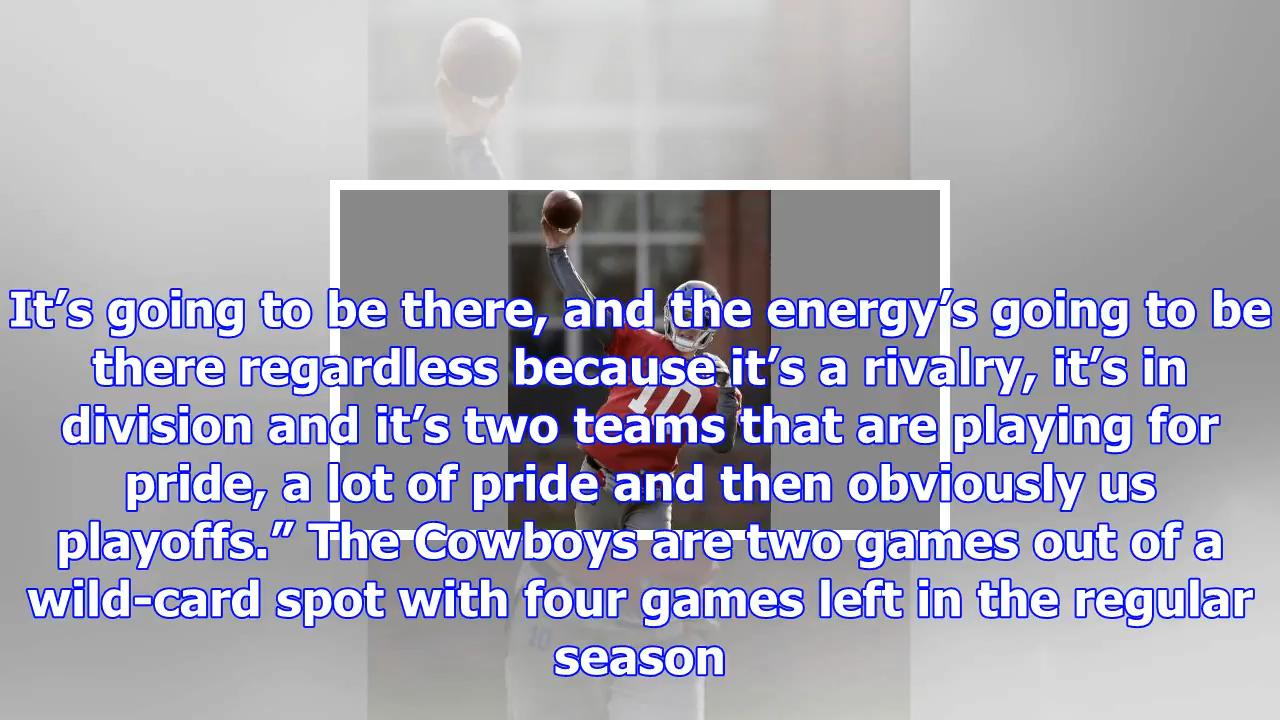 It’s going to be there, and the energy’s going to be
there regardless because it’s a rivalry, it’s in
division and it’s two teams that are playing for
pride, a lot of pride and then obviously us
playoffs.” The Cowboys are two games out of a
wild-card spot with four games left in the regular
season
10
10